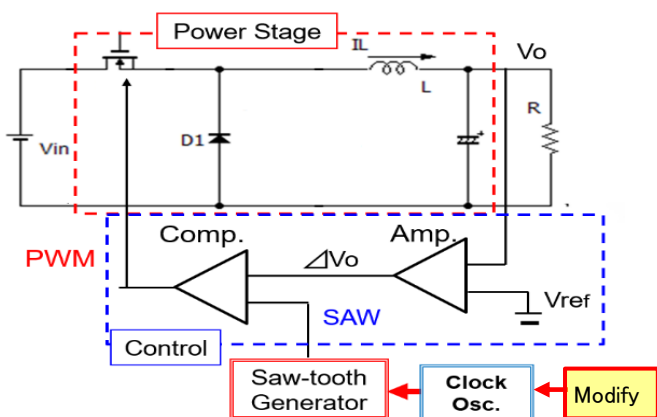 Power Stage
IL
Vo
L
R
D1
+
Vin
Comp.
Amp.
PWM
⊿Vo
SAW
Vref
Control
Saw-tooth
Generator
Clock
Osc.
Modify